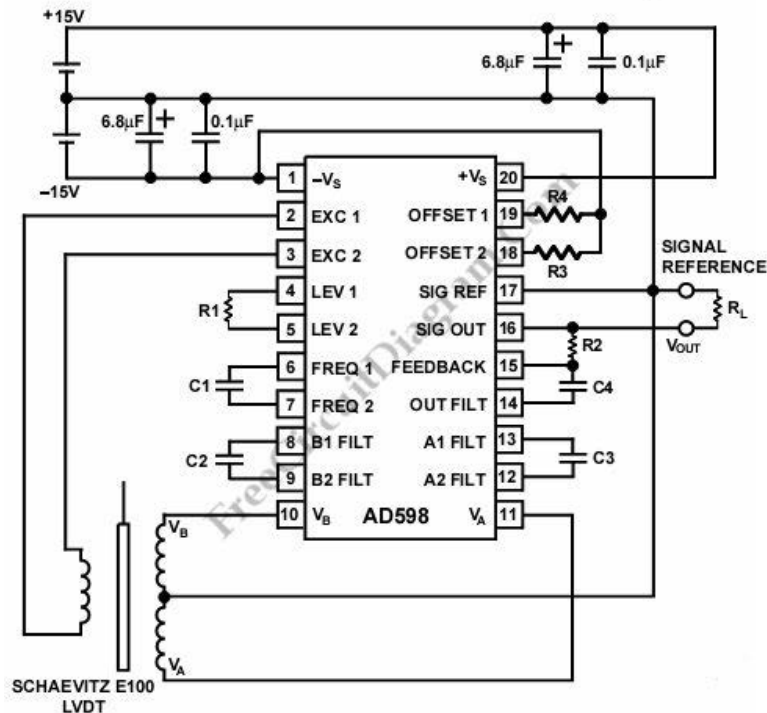 +15V
6.8µF
+
0.1µF
6.8µF
+
0.1µF
−15V
1
−VS
+VS
20
2
EXC 1
OFFSET 1
19
R4
3
EXC 2
OFFSET 2
18
R3
SIGNAL
REFERENCE
4
LEV 1
SIG REF
17
R1
RL
5
LEV 2
SIG OUT
16
R2
VOUT
6
FREQ 1
FEEDBACK
15
C1
C4
7
FREQ 2
OUT FILT
14
8
B1 FILT
A1 FILT
13
C2
C3
9
B2 FILT
A2 FILT
12
10
VB
AD598
VA
11
VB
VA
SCHAEVITZ E100
LVDT
FreeCircuitDiagram.Com